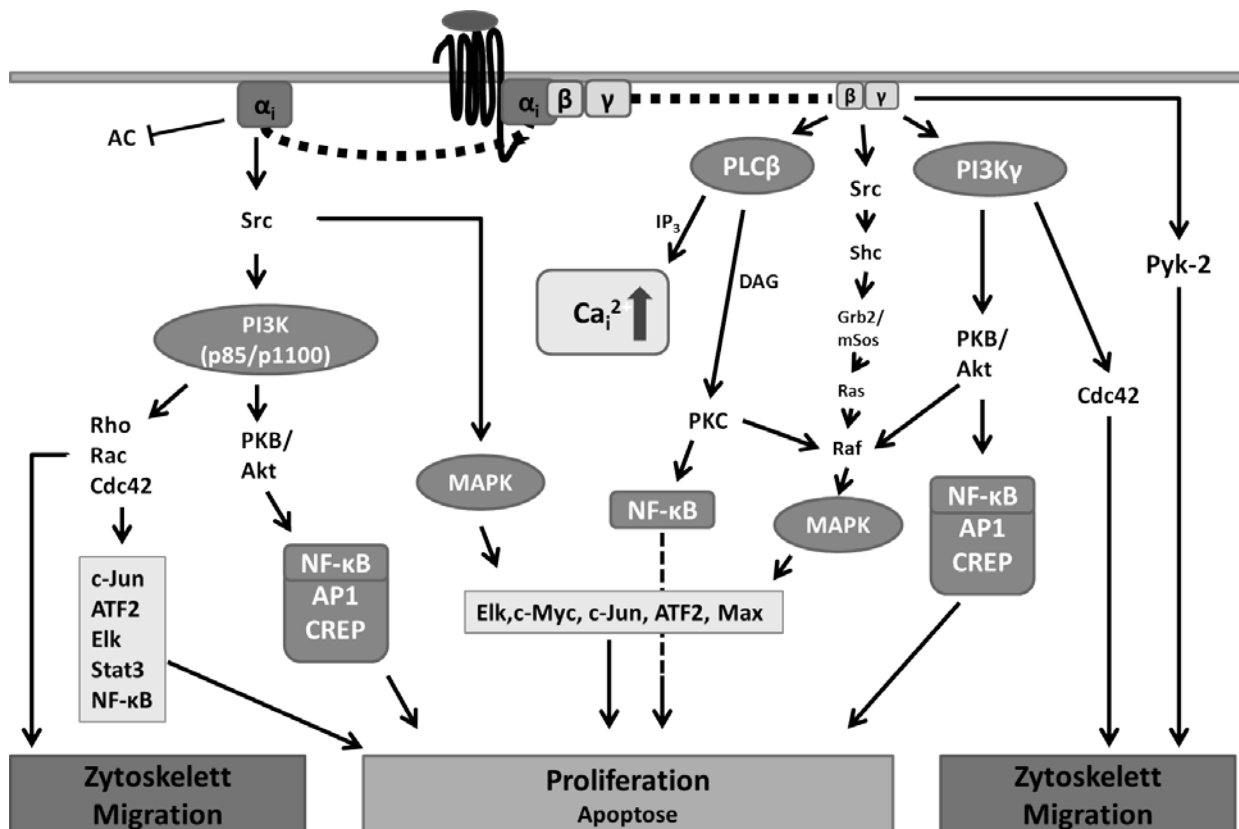 αi
αi
β
γ
β
γ
AC
PLCβ
PI3Kγ
Src
IP3
DAG
Src
Shc
Grb2/
mSos
Ras
Raf
Pyk-2
Cai2+
PI3K
(p85/p1100)
PKB/
Akt
Cdc42
Rho
Rac
Cdc42
PKB/
Akt
MAPK
PKC
NF-κB
MAPK
NF-κB
AP1
CREP
c-Jun
ATF2
Elk
Stat3
NF-κB
NF-κB
AP1
CREP
Elk,c-Myc, c-Jun, ATF2, Max
Zytoskelett
Migration
Proliferation
Apoptose
Zytoskelett
Migration